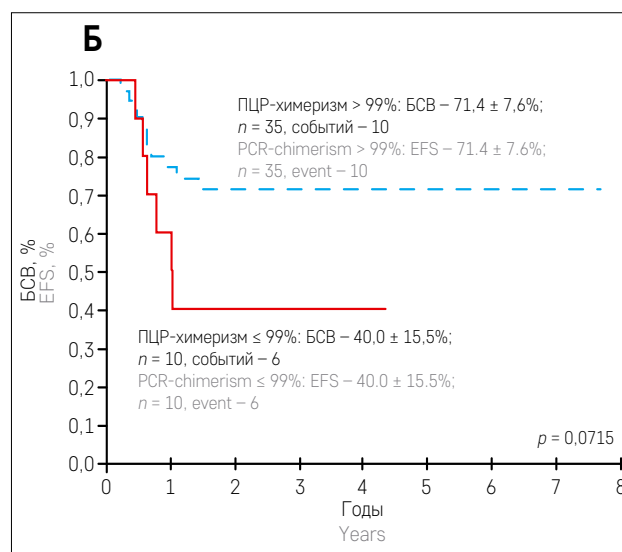 Б
1,0
0,9
0,8
0,7
0,6
0,5
0,4
0,3
0,2
0,1
0,0
БСВ, %
EFS, %
ПЦР-химеризм > 99%: БСВ – 71,4 ± 7,6%;
n = 35, событий – 10
PCR-chimerism > 99%: EFS – 71.4 ± 7.6%;
n = 35, event – 10
ПЦР-химеризм ≤ 99%: БСВ – 40,0 ± 15,5%;
n = 10, событий – 6
PCR-chimerism ≤ 99%: EFS – 40.0 ± 15.5%;
n = 10, event – 6
p = 0,0715
0 1 2 3 4 5 6 7 8
Годы
Years